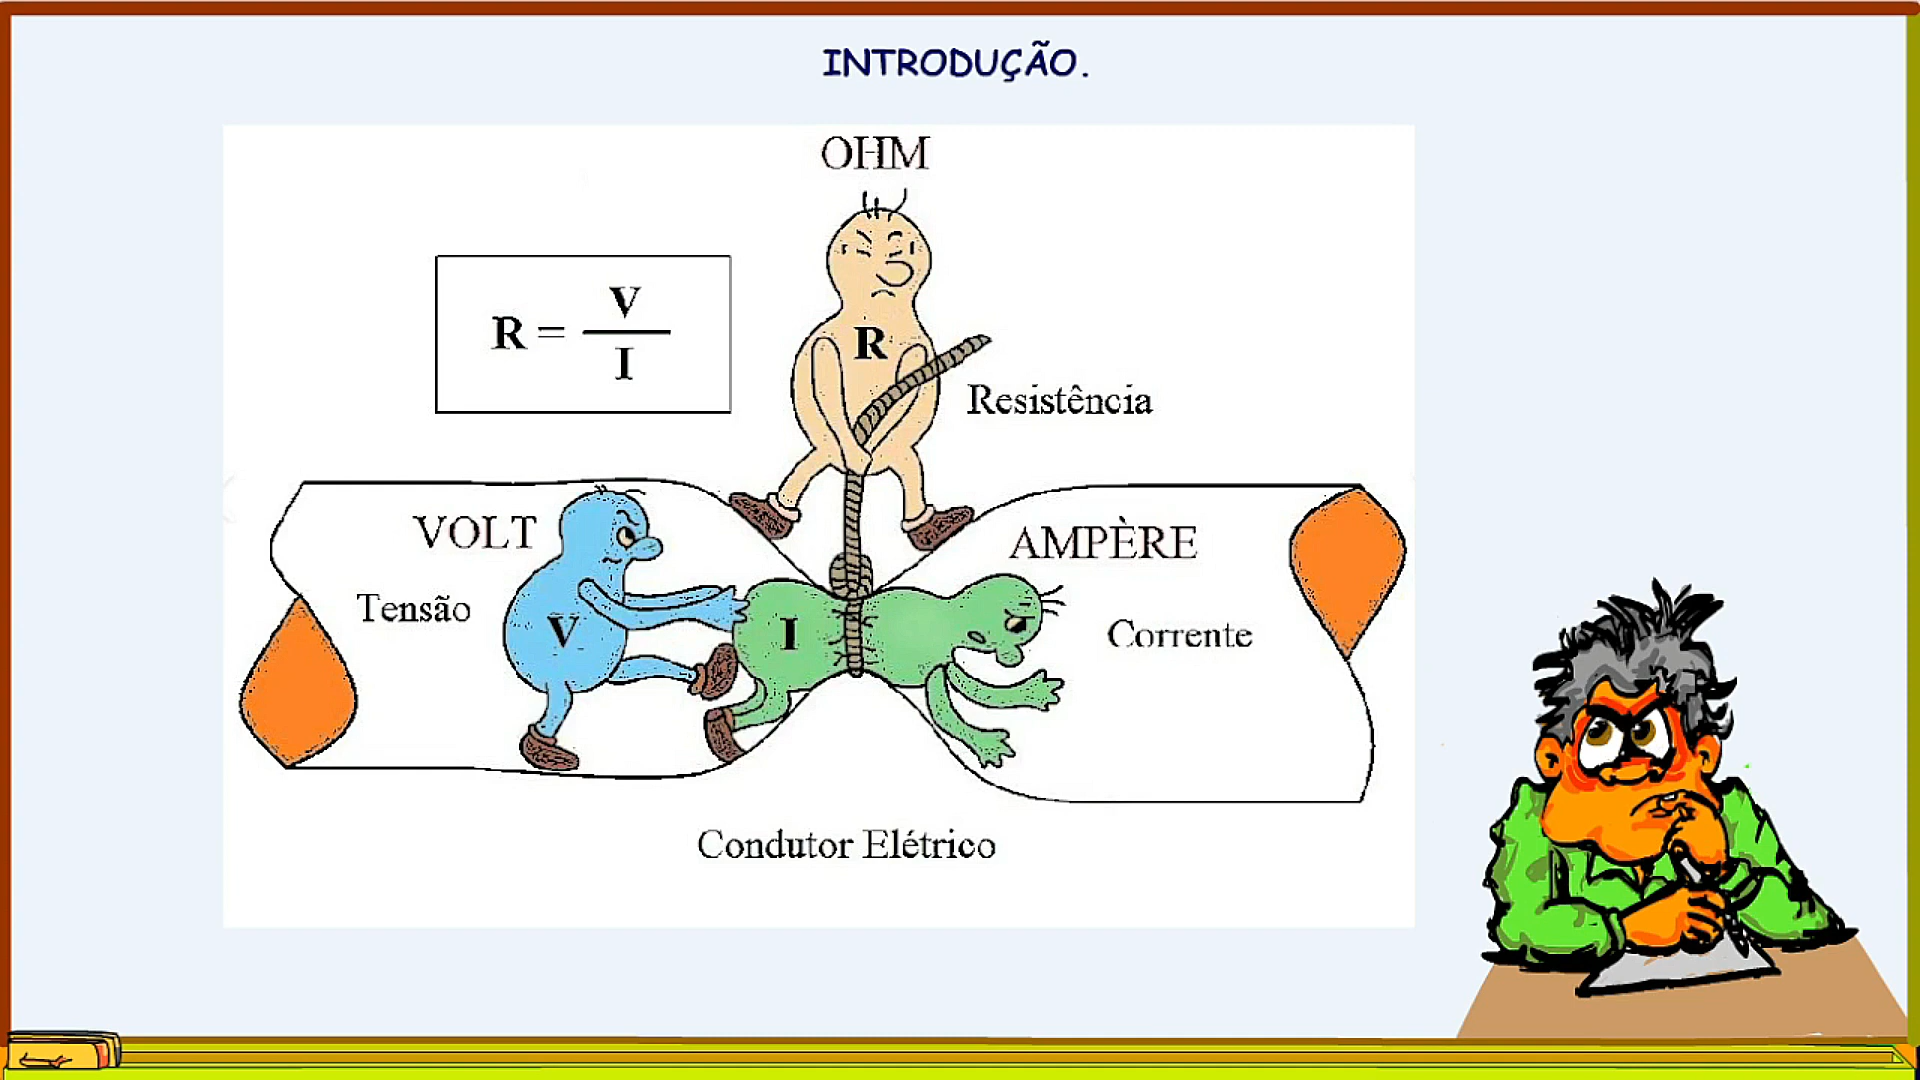 INTRODUÇÃO.
OHM
R = V / I
R
Resistência
VOLT
AMPÈRE
Tensão
V
I
Corrente
Condutor Elétrico